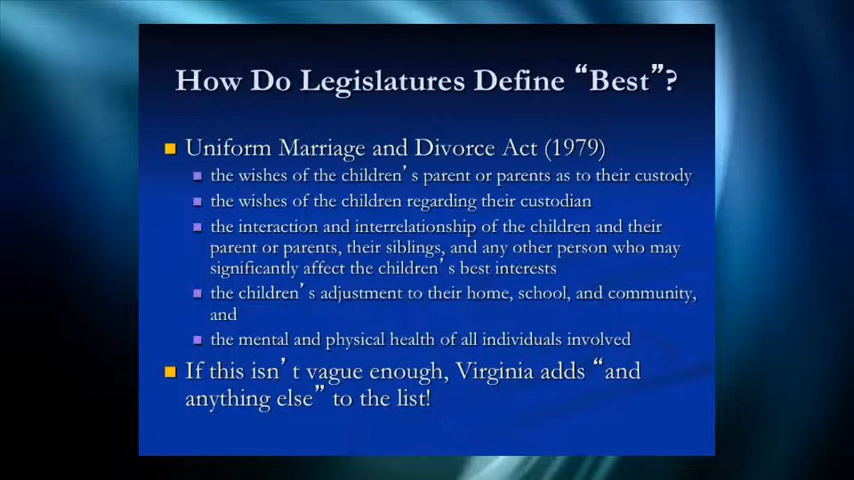 How Do Legislatures Define “Best”?
Uniform Marriage and Divorce Act (1979)
the wishes of the children’s parent or parents as to their custody
the wishes of the children regarding their custodian
the interaction and interrelationship of the children and their
parent or parents, their siblings, and any other person who may
significantly affect the children’s best interests
the children’s adjustment to their home, school, and community,
and
the mental and physical health of all individuals involved
If this isn’t vague enough, Virginia adds “and
anything else” to the list!